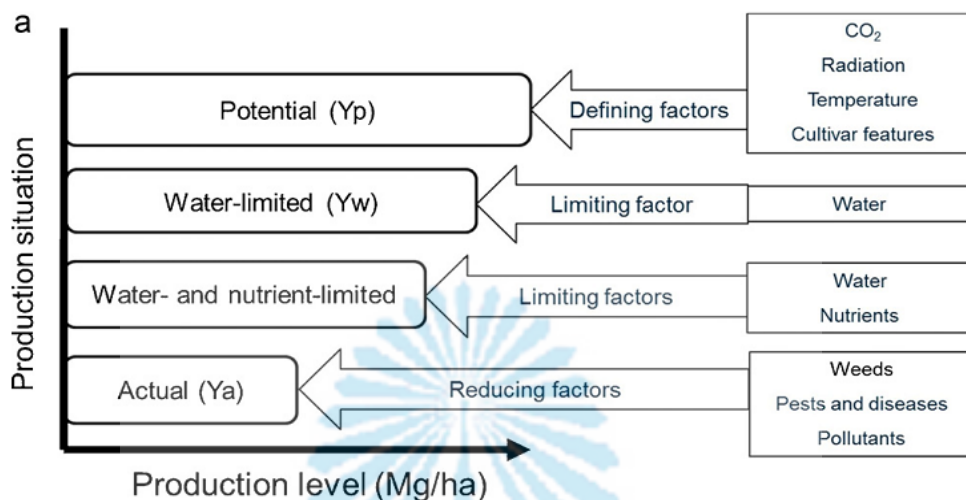 a
CO₂
Radiation
Temperature
Cultivar features
Potential (Yp)
Defining factors
Water-limited (Yw)
Limiting factor
Water
Water- and nutrient-limited
Limiting factors
Water
Nutrients
Actual (Ya)
Reducing factors
Weeds
Pests and diseases
Pollutants
Production situation
Production level (Mg/ha)